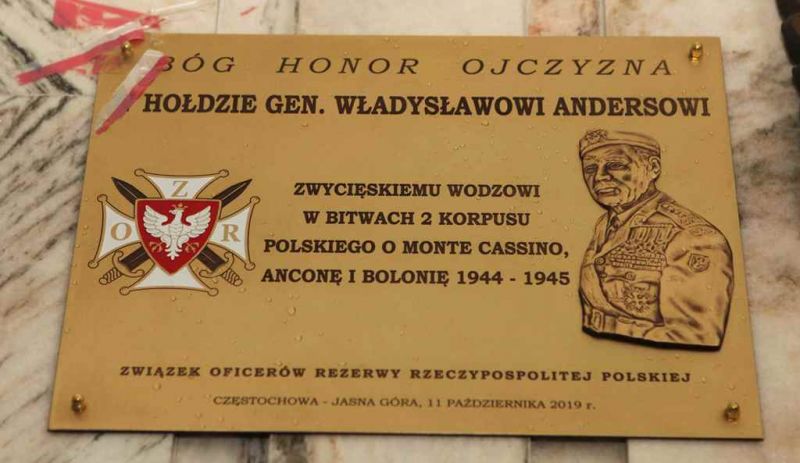 BÓG HONOR OJCZYZNA
HOŁDZIE GEN. WŁADYSŁAWOWI ANDERSOWI
Z
O R
ZWYCIĘSKIEMU WODZOWI
W BITWACH 2 KORPUSU
POLSKIEGO O MONTE CASSINO,
ANCONĘ I BOLONIĘ 1944 - 1945
ZWIĄZEK OFICERÓW REZERWY RZECZYPOSPOLITEJ POLSKIEJ
CZĘSTOCHOWA - JASNA GÓRA, 11 PAŹDZIERNIKA 2019 r.